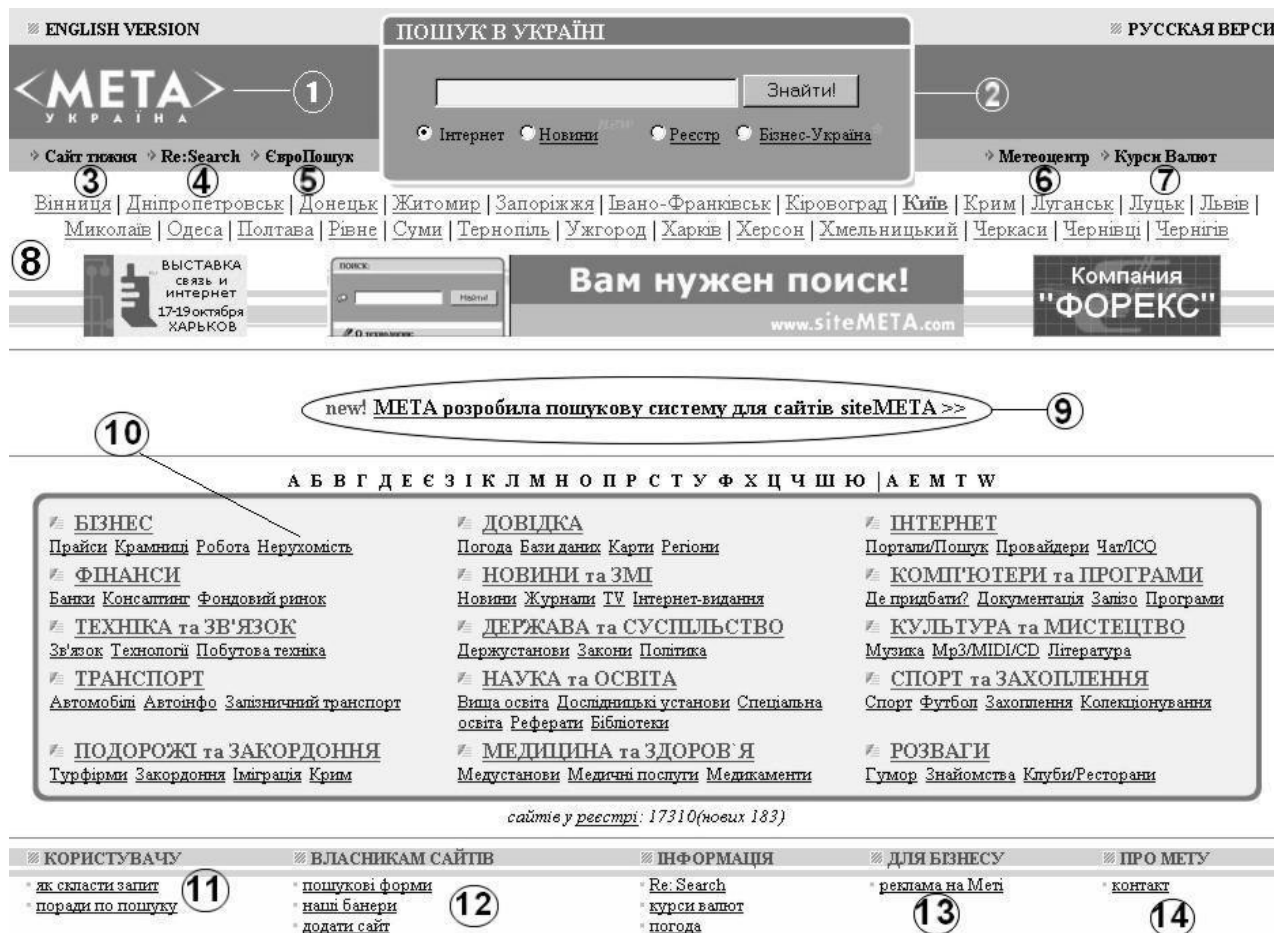 ENGLISH VERSION
ПОШУК В УКРАЇНІ
РУССКАЯ ВЕРСИ
<META>
УКРАЇНА
1
Знайти!
2
new
Інтернет Новини Реєстр Бізнес-Україна
Сайт тижня Re:Search ЄвроПошук
Метеоцентр Курси Валют
3 4 5 6 7
Вінниця | Дніпропетровськ | Донецьк | Житомир | Запоріжжя | Івано-Франківськ | Кіровоград | Київ | Крим | Луганськ | Луцьк | Львів |
Миколаїв | Одеса | Полтава | Рівне | Суми | Тернопіль | Ужгород | Харків | Херсон | Хмельницький | Черкаси | Чернівці | Чернігів
8
ВЫСТАВКА
связь и
интернет
17-19 октября
ХАРЬКОВ
ПОИСК:
Найти!
О технологии:
Вам нужен поиск!
www.siteMETA.com
Компания
"ФОРЕКС"
new! МЕТА розробила пошукову систему для сайтів siteMETA >>
9
10
А Б В Г Д Е Є З І К Л М Н О П Р С Т У Ф Х Ц Ч Ш Ю | A E M T W
БІЗНЕС
Прайси Крамниці Робота Нерухомість
ДОВІДКА
Погода Бази даних Карти Регіони
ІНТЕРНЕТ
Портали/Пошук Провайдери Чат/ICQ
ФІНАНСИ
Банки Консалтинг Фондовий ринок
НОВИНИ та ЗМІ
Новини Журнали TV Інтернет-видання
КОМП'ЮТЕРИ та ПРОГРАМИ
Де придбати? Документація Залізо Програми
ТЕХНІКА та ЗВ'ЯЗОК
Зв'язок Технології Побутова техніка
ДЕРЖАВА та СУСПІЛЬСТВО
Держустанови Закони Політика
КУЛЬТУРА та МИСТЕЦТВО
Музика Mp3/MIDI/CD Література
ТРАНСПОРТ
Автомобілі Автоінфо Залізничний транспорт
НАУКА та ОСВІТА
Вища освіта Дослідницькі установи Спеціальна
освіта Реферати Бібліотеки
СПОРТ та ЗАХОПЛЕННЯ
Спорт Футбол Захоплення Колекціонування
ПОДОРОЖІ та ЗАКОРДОННЯ
Турфірми Закордоння Іміграція Крим
МЕДИЦИНА та ЗДОРОВ`Я
Медустанови Медичні послуги Медикаменти
РОЗВАГИ
Гумор Знайомства Клуби/Ресторани
сайтів у реєстрі: 17310(нових 183)
КОРИСТУВАЧУ
як скласти запит
поради по пошуку
11
ВЛАСНИКАМ САЙТІВ
пошукові форми
наші банери
додати сайт
12
ІНФОРМАЦІЯ
Re: Search
курси валют
погода
ДЛЯ БІЗНЕСУ
реклама на Меті
13
ПРО МЕТУ
контакт
14